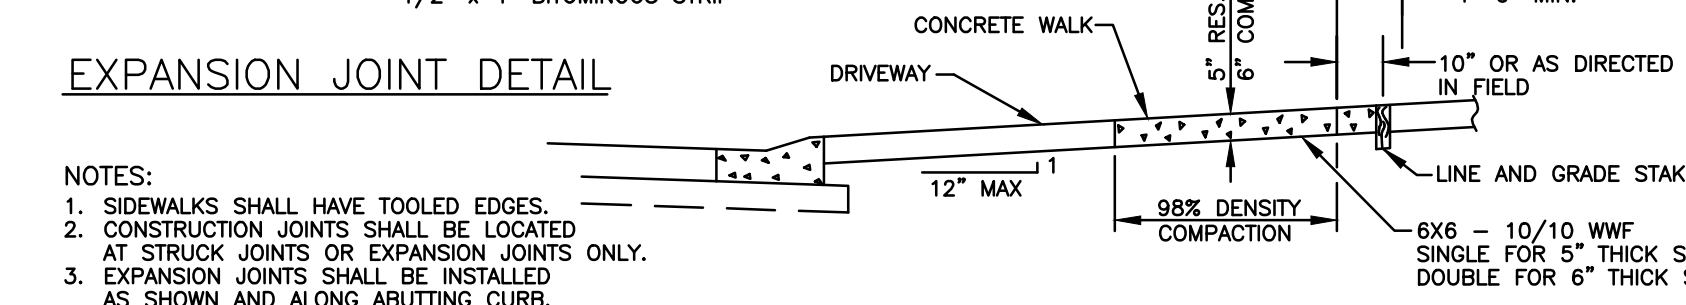 EXPANSION JOINT DETAIL
NOTES:
1. SIDEWALKS SHALL HAVE TOOLED EDGES.
2. CONSTRUCTION JOINTS SHALL BE LOCATED
AT STRUCK JOINTS OR EXPANSION JOINTS ONLY.
3. EXPANSION JOINTS SHALL BE INSTALLED
AS SHOWN AND ALONG ABUTTING CURB.
CONCRETE WALK
DRIVEWAY
5" RES.
6" COM
10" OR AS DIRECTED
IN FIELD
1
12" MAX
98% DENSITY
COMPACTION
LINE AND GRADE STAK
6X6 - 10/10 WWF
SINGLE FOR 5" THICK S
DOUBLE FOR 6" THICK S